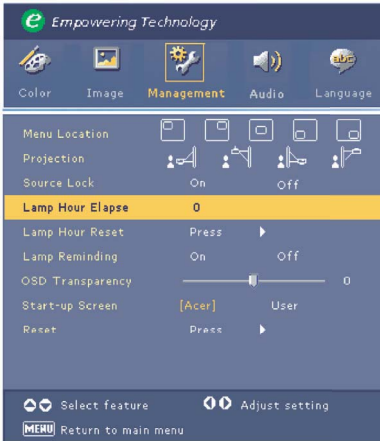 e Empowering Technology
Color Image Management Audio Language
abc
Menu Location
Projection
Source Lock On Off
Lamp Hour Elapse 0
Lamp Hour Reset Press
Lamp Reminding On Off
OSD Transparency 0
Start-up Screen [Acer] User
Reset Press
Select feature Adjust setting
MENU Return to main menu